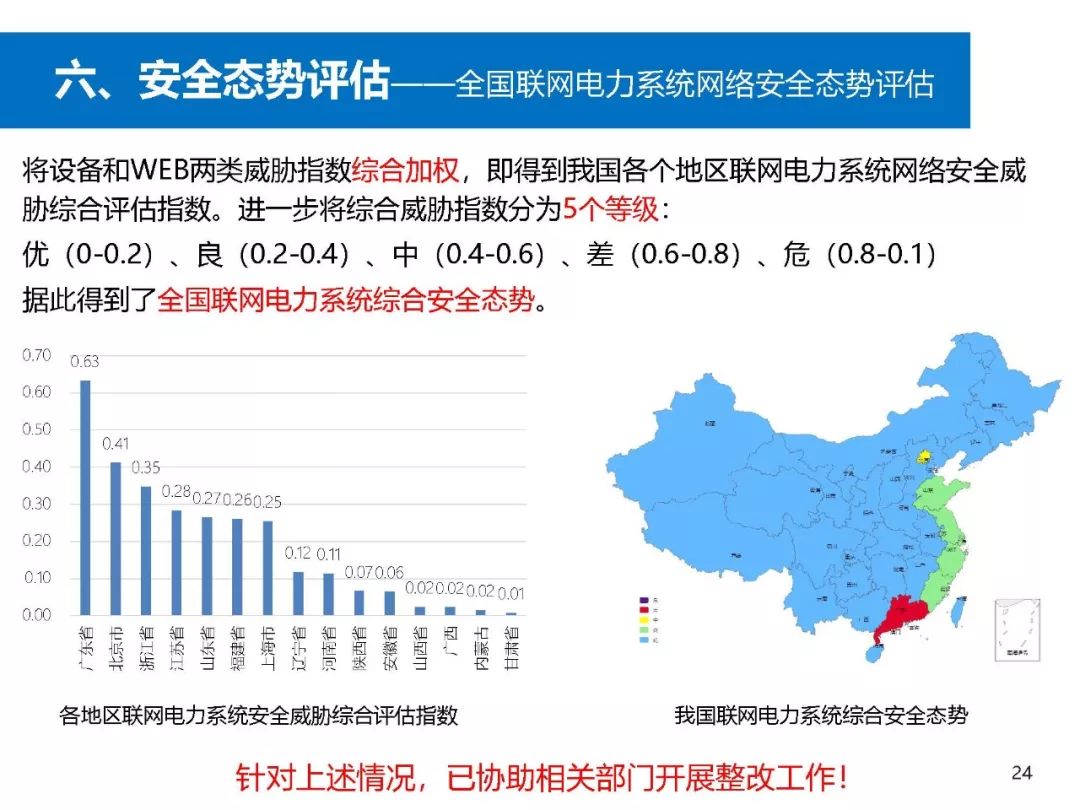 六、安全态势评估——全国联网电力系统网络安全态势评估
将设备和WEB两类威胁指数综合加权，即得到我国各个地区联网电力系统网络安全威
胁综合评估指数。进一步将综合威胁指数分为5个等级：
优（0-0.2）、良（0.2-0.4）、中（0.4-0.6）、差（0.6-0.8）、危（0.8-0.1）
据此得到了全国联网电力系统综合安全态势。
0.70
0.60
0.50
0.40
0.30
0.20
0.10
0.00
0.63
0.41
0.35
0.28
0.27
0.26
0.25
0.12
0.11
0.07
0.06
0.02
0.02
0.02
0.01
广东省
北京市
浙江省
江苏省
山东省
福建省
上海市
辽宁省
河南省
陕西省
安徽省
山西省
广西
内蒙古
甘肃省
各地区联网电力系统安全威胁综合评估指数
我国联网电力系统综合安全态势
针对上述情况，已协助相关部门开展整改工作！
24